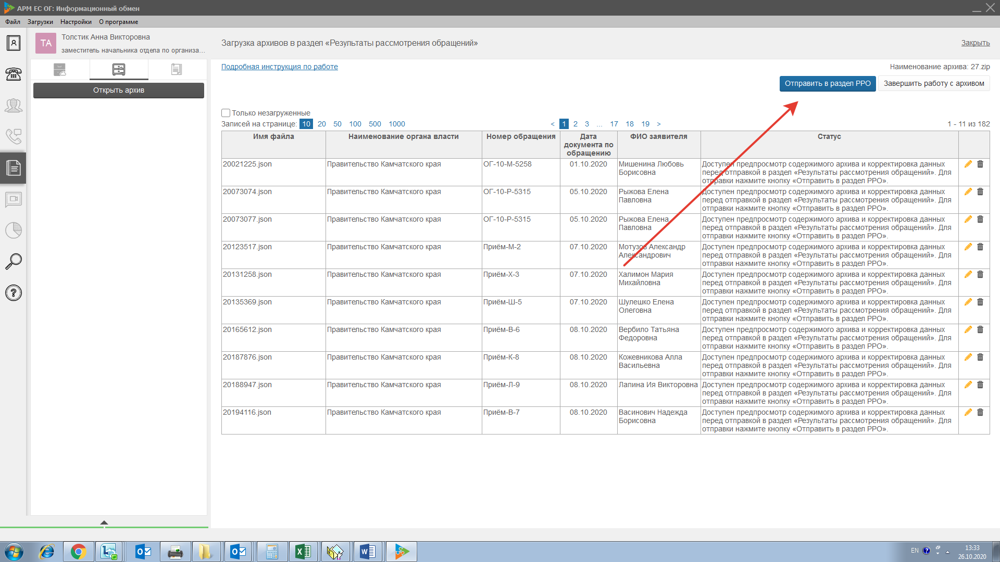 АРМ ЕС ОГ: Информационный обмен
Файл Загрузки Настройки О программе
ТА
Толстик Анна Викторовна
заместитель начальника отдела по организа...
Загрузка архивов в раздел «Результаты рассмотрения обращений»
Закрыть
Открыть архив
Подробная инструкция по работе
Наименование архива: 27.zip
Отправить в раздел РРО Завершить работу с архивом
Только незагруженные
Записей на странице: 10 20 50 100 500 1000
< 1 2 3 ... 17 18 19 >
1 - 11 из 182
Имя файла Наименование органа власти Номер обращения Дата документа по обращению ФИО заявителя Статус
20021225.json Правительство Камчатского края ОГ-10-М-5258 01.10.2020 Мишенина Любовь Борисовна Доступен предпросмотр содержимого архива и корректировка данных перед отправкой в раздел «Результаты рассмотрения обращений». Для отправки нажмите кнопку «Отправить в раздел РРО».
20073074.json Правительство Камчатского края ОГ-10-Р-5315 05.10.2020 Рыжова Елена Павловна Доступен предпросмотр содержимого архива и корректировка данных перед отправкой в раздел «Результаты рассмотрения обращений». Для отправки нажмите кнопку «Отправить в раздел РРО».
20073077.json Правительство Камчатского края ОГ-10-Р-5315 05.10.2020 Рыжова Елена Павловна Доступен предпросмотр содержимого архива и корректировка данных перед отправкой в раздел «Результаты рассмотрения обращений». Для отправки нажмите кнопку «Отправить в раздел РРО».
20123517.json Правительство Камчатского края Приём-М-2 07.10.2020 Мотузов Александр Александрович Доступен предпросмотр содержимого архива и корректировка данных перед отправкой в раздел «Результаты рассмотрения обращений». Для отправки нажмите кнопку «Отправить в раздел РРО».
20131258.json Правительство Камчатского края Приём-Х-3 07.10.2020 Халимон Мария Михайловна Доступен предпросмотр содержимого архива и корректировка данных перед отправкой в раздел «Результаты рассмотрения обращений». Для отправки нажмите кнопку «Отправить в раздел РРО».
20135369.json Правительство Камчатского края Приём-Ш-5 07.10.2020 Шулешко Елена Олеговна Доступен предпросмотр содержимого архива и корректировка данных перед отправкой в раздел «Результаты рассмотрения обращений». Для отправки нажмите кнопку «Отправить в раздел РРО».
20165612.json Правительство Камчатского края Приём-В-6 08.10.2020 Вербило Татьяна Федоровна Доступен предпросмотр содержимого архива и корректировка данных перед отправкой в раздел «Результаты рассмотрения обращений». Для отправки нажмите кнопку «Отправить в раздел РРО».
20187876.json Правительство Камчатского края Приём-К-8 08.10.2020 Кожевникова Алла Васильевна Доступен предпросмотр содержимого архива и корректировка данных перед отправкой в раздел «Результаты рассмотрения обращений». Для отправки нажмите кнопку «Отправить в раздел РРО».
20188947.json Правительство Камчатского края Приём-Л-9 08.10.2020 Лапина Ия Викторовна Доступен предпросмотр содержимого архива и корректировка данных перед отправкой в раздел «Результаты рассмотрения обращений». Для отправки нажмите кнопку «Отправить в раздел РРО».
20194116.json Правительство Камчатского края Приём-В-7 08.10.2020 Васинович Надежда Борисовна Доступен предпросмотр содержимого архива и корректировка данных перед отправкой в раздел «Результаты рассмотрения обращений». Для отправки нажмите кнопку «Отправить в раздел РРО».
EN
13:33
26.10.2020